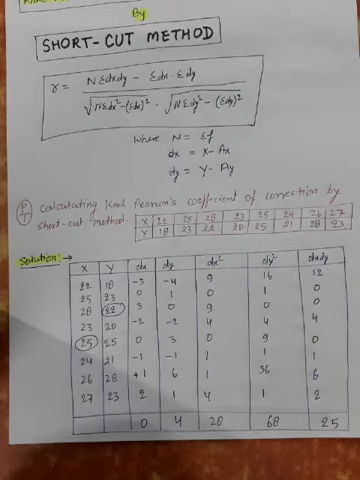 By
SHORT-CUT METHOD
r = NΣdxdy - Σdx . Σdy / √NΣdx²-(Σdx)² . √NΣdy²-(Σdy)²
Where N = Σf
dx = X - Ax
dy = Y - Ay
Calculating Karl Pearson's coefficient of correction by
short-cut method.
X 22 25 28 23 25 24 26 27
Y 18 23 22 20 25 21 28 23
Solution: →
X Y dx dy dx² dy² dxdy
22 18 -3 -4 9 16 12
25 23 0 1 0 1 0
28 22 3 0 9 0 0
23 20 -2 -2 4 4 4
25 25 0 3 0 9 0
24 21 -1 -1 1 1 1
26 28 +1 6 1 36 6
27 23 2 1 4 1 2
0 4 28 68 25